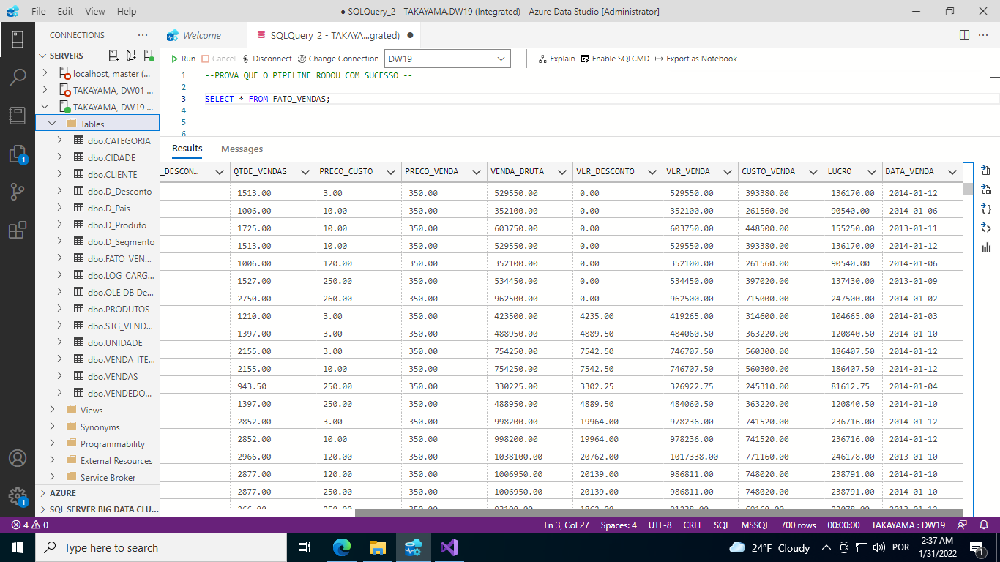 File Edit View Help
● SQLQuery_2 - TAKAYAMA.DW19 (Integrated) - Azure Data Studio [Administrator]
CONNECTIONS ···
Welcome
SQLQuery_2 - TAKAYA...grated) ●
SERVERS
localhost, master (...
TAKAYAMA, DW01 ...
TAKAYAMA, DW19 ...
Tables
dbo.CATEGORIA
dbo.CIDADE
dbo.CLIENTE
dbo.D_Desconto
dbo.D_Pais
dbo.D_Produto
dbo.D_Segmento
dbo.FATO_VEN...
dbo.LOG_CARG...
dbo.OLE DB De...
dbo.PRODUTOS
dbo.STG_VEND...
dbo.UNIDADE
dbo.VENDA_ITE...
dbo.VENDAS
dbo.VENDEDO...
Views
Synonyms
Programmability
External Resources
Service Broker
AZURE
SQL SERVER BIG DATA CLU...
1
1
Run Cancel Disconnect Change Connection DW19 Explain Enable SQLCMD Export as Notebook
1 --PROVA QUE O PIPELINE RODOU COM SUCESSO --
2
3 SELECT * FROM FATO_VENDAS;
4
5
6
Results Messages
_DESCON... QTDE_VENDAS PRECO_CUSTO PRECO_VENDA VENDA_BRUTA VLR_DESCONTO VLR_VENDA CUSTO_VENDA LUCRO DATA_VENDA
1513.00 3.00 350.00 529550.00 0.00 529550.00 393380.00 136170.00 2014-01-12
1006.00 10.00 350.00 352100.00 0.00 352100.00 261560.00 90540.00 2014-01-06
1725.00 10.00 350.00 603750.00 0.00 603750.00 448500.00 155250.00 2013-01-11
1513.00 10.00 350.00 529550.00 0.00 529550.00 393380.00 136170.00 2014-01-12
1006.00 120.00 350.00 352100.00 0.00 352100.00 261560.00 90540.00 2014-01-06
1527.00 250.00 350.00 534450.00 0.00 534450.00 397020.00 137430.00 2013-01-09
2750.00 260.00 350.00 962500.00 0.00 962500.00 715000.00 247500.00 2014-01-02
1210.00 3.00 350.00 423500.00 4235.00 419265.00 314600.00 104665.00 2014-01-03
1397.00 3.00 350.00 488950.00 4889.50 484060.50 363220.00 120840.50 2014-01-10
2155.00 3.00 350.00 754250.00 7542.50 746707.50 560300.00 186407.50 2014-01-12
2155.00 10.00 350.00 754250.00 7542.50 746707.50 560300.00 186407.50 2014-01-12
943.50 250.00 350.00 330225.00 3302.25 326922.75 245310.00 81612.75 2014-01-04
1397.00 250.00 350.00 488950.00 4889.50 484060.50 363220.00 120840.50 2014-01-10
2852.00 3.00 350.00 998200.00 19964.00 978236.00 741520.00 236716.00 2014-01-12
2852.00 10.00 350.00 998200.00 19964.00 978236.00 741520.00 236716.00 2014-01-12
2966.00 120.00 350.00 1038100.00 20762.00 1017338.00 771160.00 246178.00 2013-01-10
2877.00 120.00 350.00 1006950.00 20139.00 986811.00 748020.00 238791.00 2014-01-10
2877.00 250.00 350.00 1006950.00 20139.00 986811.00 748020.00 238791.00 2014-01-10
4 0 Ln 3, Col 27 Spaces: 4 UTF-8 CRLF SQL MSSQL 700 rows 00:00:00 TAKAYAMA : DW19
Type here to search
24°F Cloudy
POR
2:37 AM
1/31/2022
1